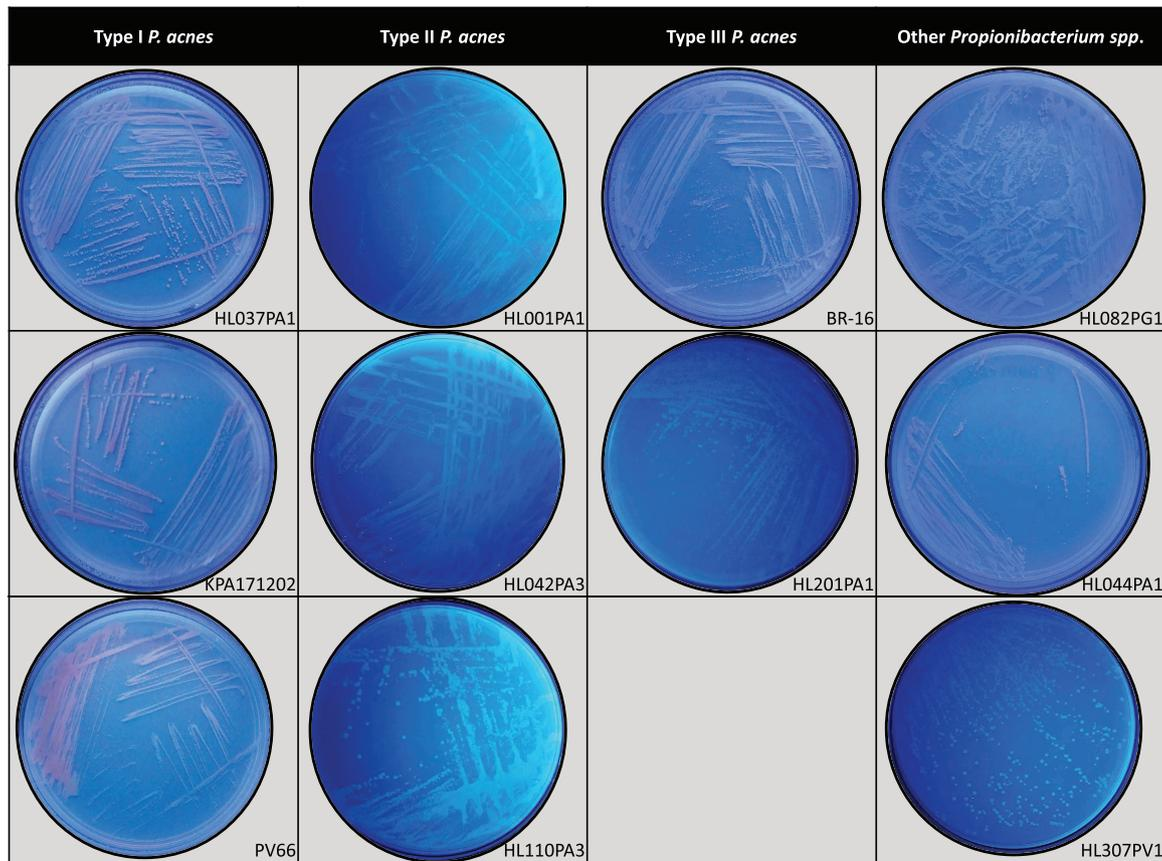 Type I P. acnes
Type II P. acnes
Type III P. acnes
Other Propionibacterium spp.
HL037PA1
HL001PA1
BR-16
HL082PG1
KPA171202
HL042PA3
HL201PA1
HL044PA1
PV66
HL110PA3
HL307PV1